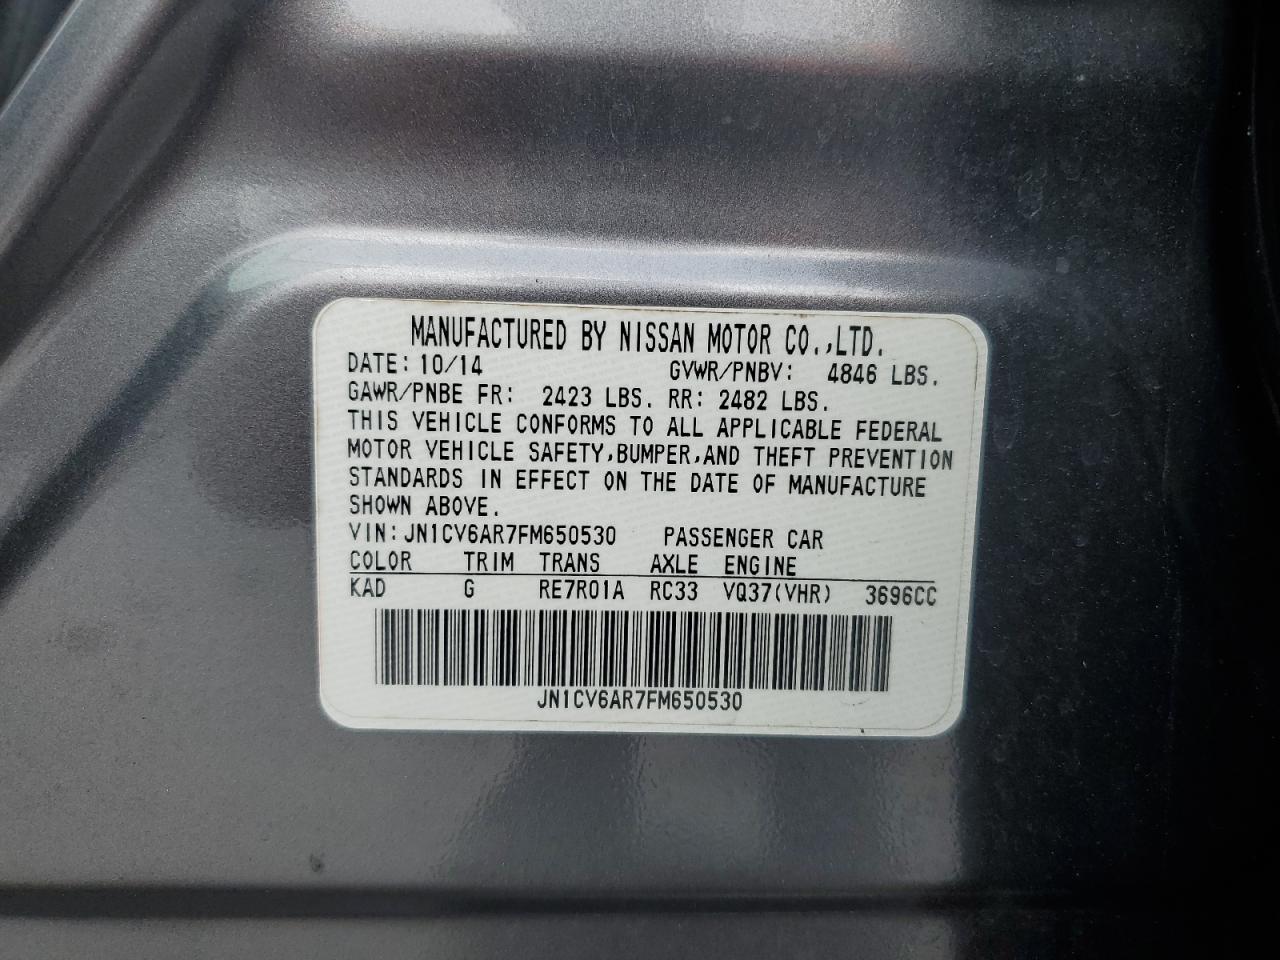 MANUFACTURED BY NISSAN MOTOR CO.,LTD.
DATE: 10/14 GVWR/PNBV: 4846 LBS.
GAWR/PNBE FR: 2423 LBS. RR: 2482 LBS.
THIS VEHICLE CONFORMS TO ALL APPLICABLE FEDERAL
MOTOR VEHICLE SAFETY,BUMPER,AND THEFT PREVENTION
STANDARDS IN EFFECT ON THE DATE OF MANUFACTURE
SHOWN ABOVE.
VIN: JN1CV6AR7FM650530 PASSENGER CAR
COLOR TRIM TRANS AXLE ENGINE
KAD G RE7R01A RC33 VQ37(VHR) 3696CC
JN1CV6AR7FM650530